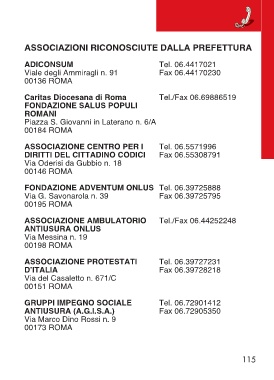 ASSOCIAZIONI RICONOSCIUTE DALLA PREFETTURA
ADICONSUM Tel. 06.4417021
Viale degli Ammiragli n. 91 Fax 06.44170230
00136 ROMA
Caritas Diocesana di Roma Tel./Fax 06.69886519
FONDAZIONE SALUS POPULI
ROMANI
Piazza S. Giovanni in Laterano n. 6/A
00184 ROMA
ASSOCIAZIONE CENTRO PER I Tel. 06.5571996
DIRITTI DEL CITTADINO CODICI Fax 06.55308791
Via Oderisi da Gubbio n. 18
00146 ROMA
FONDAZIONE ADVENTUM ONLUS Tel. 06.39725888
Via G. Savonarola n. 39 Fax 06.39725795
00195 ROMA
ASSOCIAZIONE AMBULATORIO Tel./Fax 06.44252248
ANTIUSURA ONLUS
Via Messina n. 19
00198 ROMA
ASSOCIAZIONE PROTESTATI Tel. 06.39727231
D'ITALIA Fax 06.39728218
Via del Casaletto n. 671/C
00151 ROMA
GRUPPI IMPEGNO SOCIALE Tel. 06.72901412
ANTIUSURA (A.G.I.S.A.) Fax 06.72905350
Via Marco Dino Rossi n. 9
00173 ROMA
115